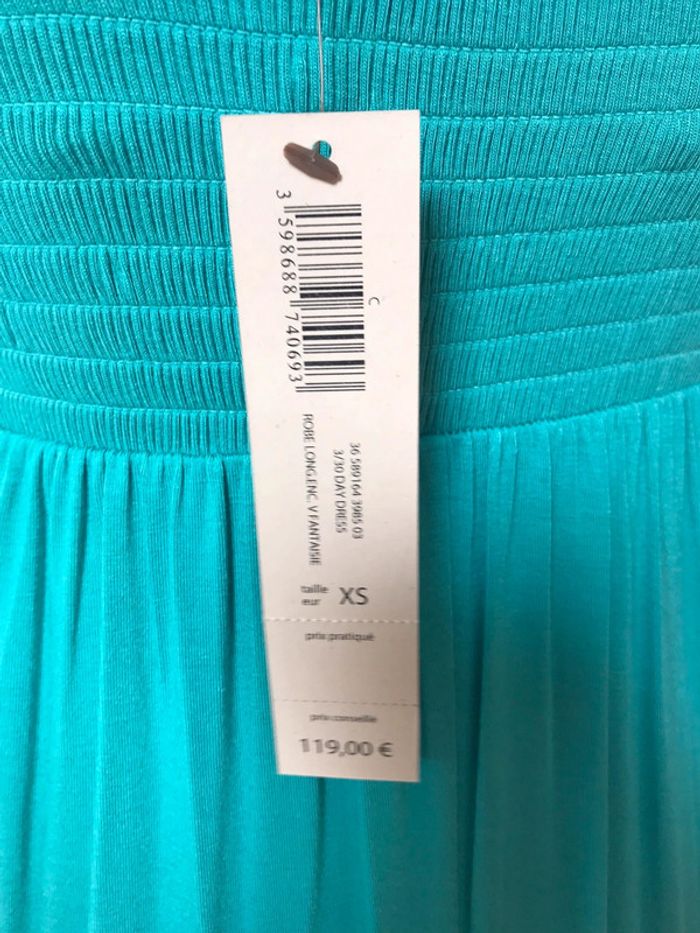 C
3 598688 740693
36 589164 3985 03
3/30 DAY DRESS
ROBE LONG.ENC. V FANTAISIE
taille
eur XS
prix pratiqué
prix conseille
119,00 €